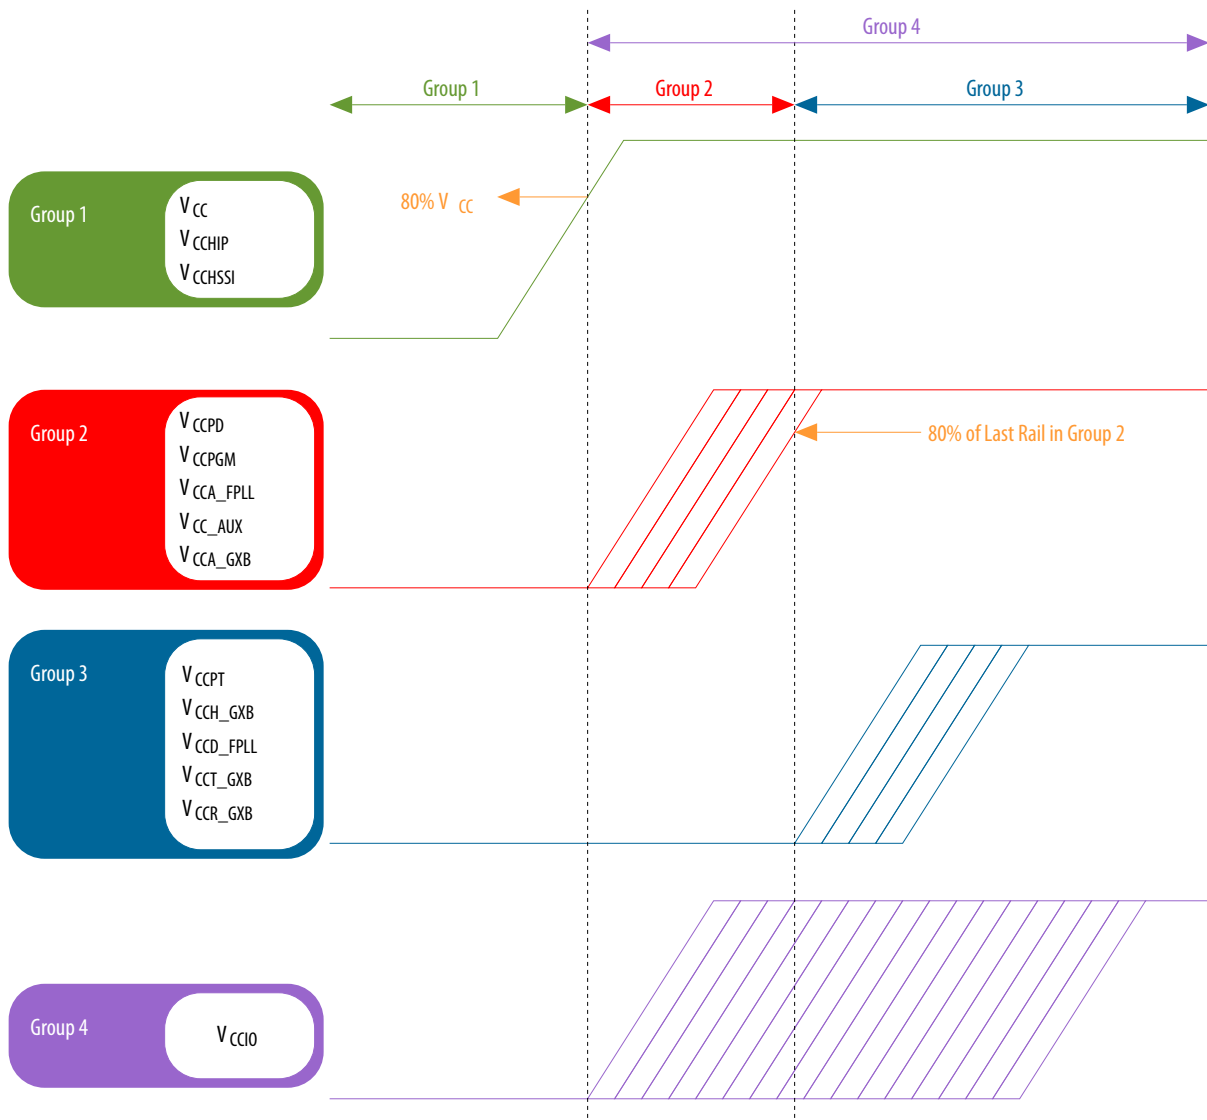 Group 4
Group 1
Group 2
Group 3
Group 1
V CC
V CCHIP
V CCHSSI
80% V CC
Group 2
V CCPD
V CCPGM
V CCA_FPLL
V CC_AUX
V CCA_GXB
80% of Last Rail in Group 2
Group 3
V CCPT
V CCH_GXB
V CCD_FPLL
V CCT_GXB
V CCR_GXB
Group 4
V CCIO